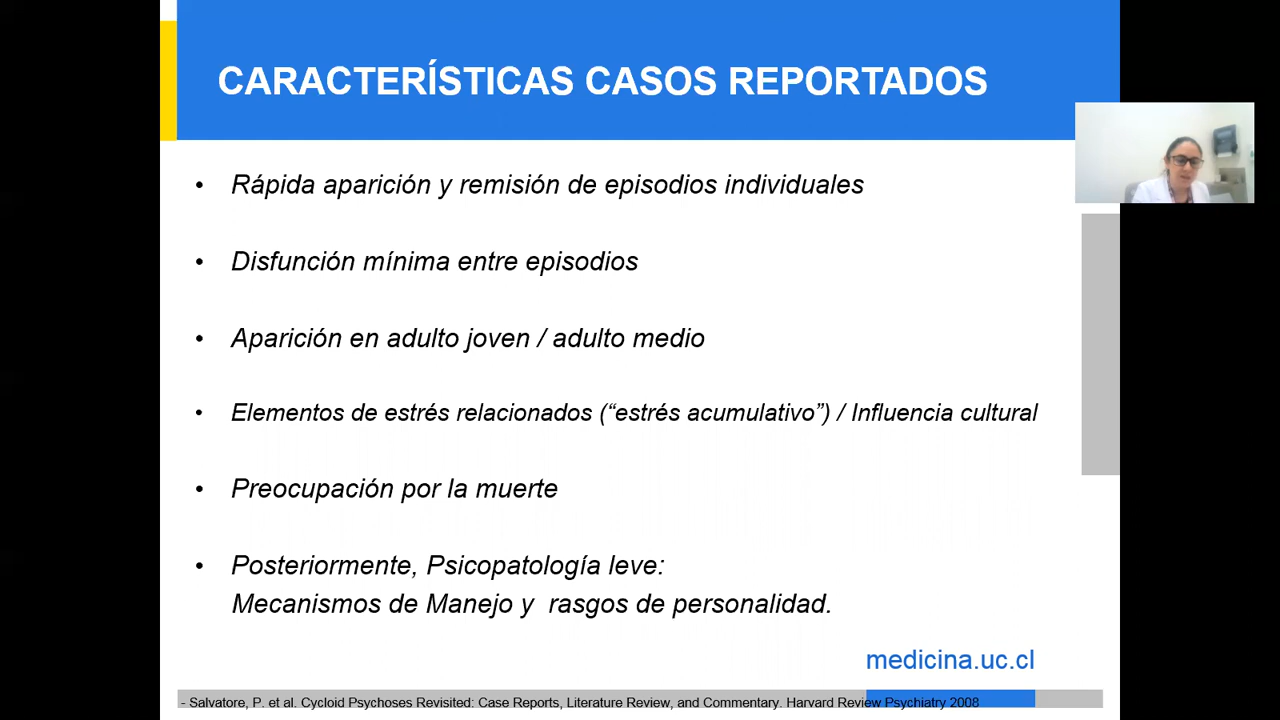 CARACTERÍSTICAS CASOS REPORTADOS
• Rápida aparición y remisión de episodios individuales
• Disfunción mínima entre episodios
• Aparición en adulto joven / adulto medio
• Elementos de estrés relacionados (“estrés acumulativo”) / Influencia cultural
• Preocupación por la muerte
• Posteriormente, Psicopatología leve:
Mecanismos de Manejo y rasgos de personalidad.
medicina.uc.cl
- Salvatore, P. et al. Cycloid Psychoses Revisited: Case Reports, Literature Review, and Commentary. Harvard Review Psychiatry 2008